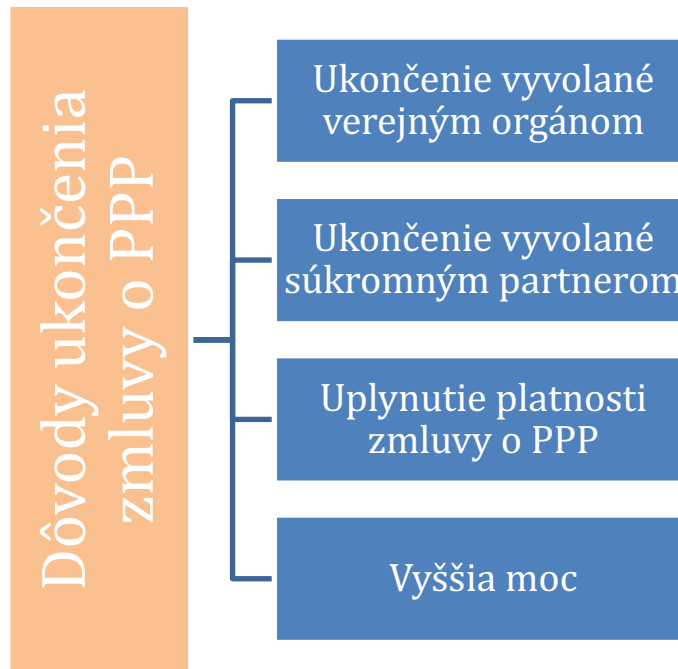 Dôvody ukončenia
zmluvy o PPP
Ukončenie vyvolané
verejným orgánom
Ukončenie vyvolané
súkromným partnerom
Uplynutie platnosti
zmluvy o PPP
Vyššia moc